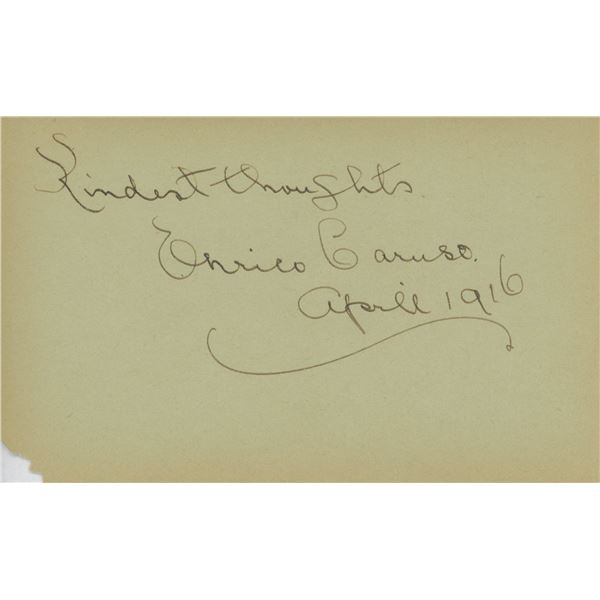 Kindest thoughts
Enrico Caruso.
April 1916